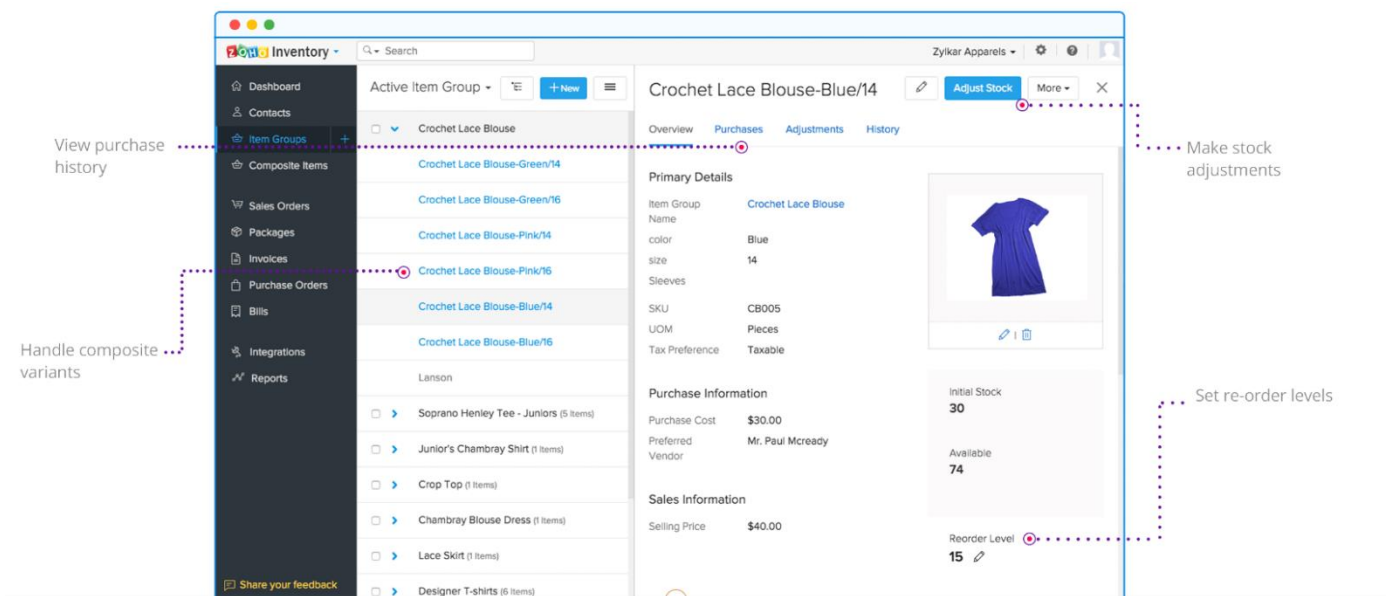 ZOHO Inventory
Search
Zylkar Apparels
Dashboard
Contacts
Item Groups +
Composite Items
Sales Orders
Packages
Invoices
Purchase Orders
Bills
Integrations
Reports
Share your feedback
Active Item Group
+ New
Crochet Lace Blouse
Crochet Lace Blouse-Green/14
Crochet Lace Blouse-Green/16
Crochet Lace Blouse-Pink/14
Crochet Lace Blouse-Pink/16
Crochet Lace Blouse-Blue/14
Crochet Lace Blouse-Blue/16
Lanson
Soprano Henley Tee - Juniors (5 Items)
Junior's Chambray Shirt (1 Items)
Crop Top (1 Items)
Chambray Blouse Dress (1 Items)
Lace Skirt (1 Items)
Designer T-shirts (6 Items)
Crochet Lace Blouse-Blue/14
Adjust Stock
More
Overview Purchases Adjustments History
Primary Details
Item Group Name Crochet Lace Blouse
color Blue
size 14
Sleeves
SKU CB005
UOM Pieces
Tax Preference Taxable
Purchase Information
Purchase Cost $30.00
Preferred Vendor Mr. Paul Mcready
Sales Information
Selling Price $40.00
Initial Stock
30
Available
74
Reorder Level
15
View purchase
history
Handle composite
variants
Make stock
adjustments
Set re-order levels